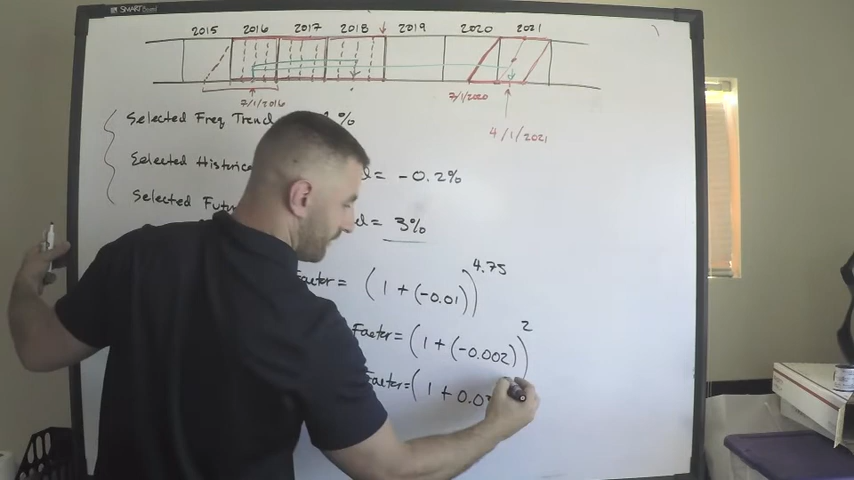 SMART Board
2015 2016 2017 2018 2019 2020 2021
7/1/2016
7/1/2020
4/1/2021
Selected Freq Trend %
Selected Historica = -0.2%
Selected Futu = 3%
Factor = (1 + (-0.01))^4.75
Factor = (1 + (-0.002))^2
Factor = (1 + 0.0